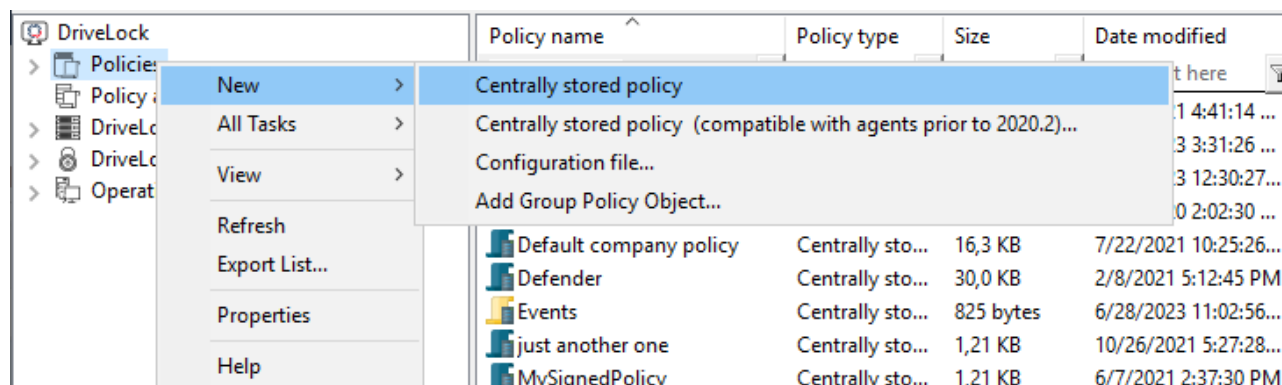 DriveLock
Policies
Policy
DriveLo
DriveLo
Operat
New
All Tasks
View
Refresh
Export List...
Properties
Help
Centrally stored policy
Centrally stored policy (compatible with agents prior to 2020.2)...
Configuration file...
Add Group Policy Object...
Policy name Policy type Size Date modified
t here
1 4:41:14 ...
3 3:31:26 ...
3 12:30:27...
0 2:02:30 ...
Default company policy Centrally sto... 16,3 KB 7/22/2021 10:25:26...
Defender Centrally sto... 30,0 KB 2/8/2021 5:12:45 PM
Events Centrally sto... 825 bytes 6/28/2023 11:02:56...
just another one Centrally sto... 1,21 KB 10/26/2021 5:27:28...
MySignedPolicy Centrally sto... 1,21 KB 6/7/2021 2:37:30 PM